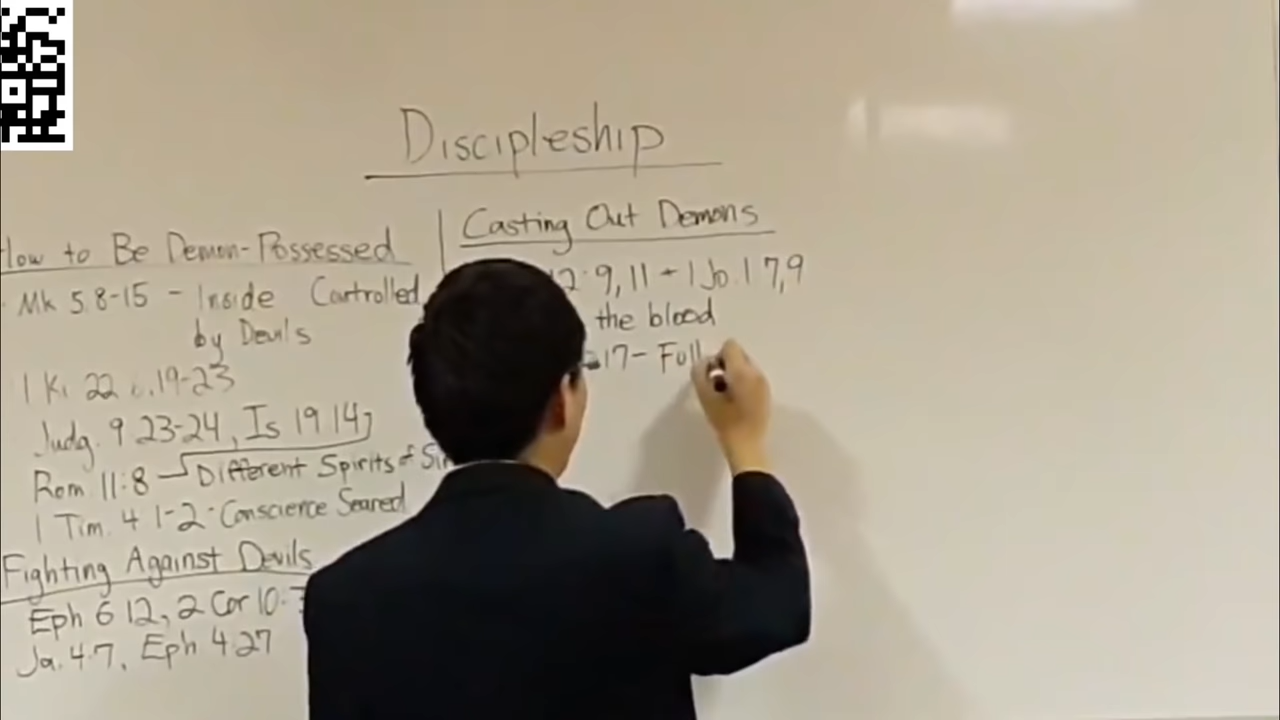 Discipleship
How to Be Demon-Possessed
Mk 5.8-15 - Inside Controlled
by Devils
1 Ki 22 19-23
Judg. 9 23-24, Is 19 14
Rom. 11:8 - Different Spirits of
1 Tim. 4 1-2 - Conscience Seared
Fighting Against Devils
Eph 6 12, 2 Cor 10
Ja. 4.7, Eph 4.27
Casting Out Demons
12:9, 11 + 1 Jo. 1 7,9
the blood
17-